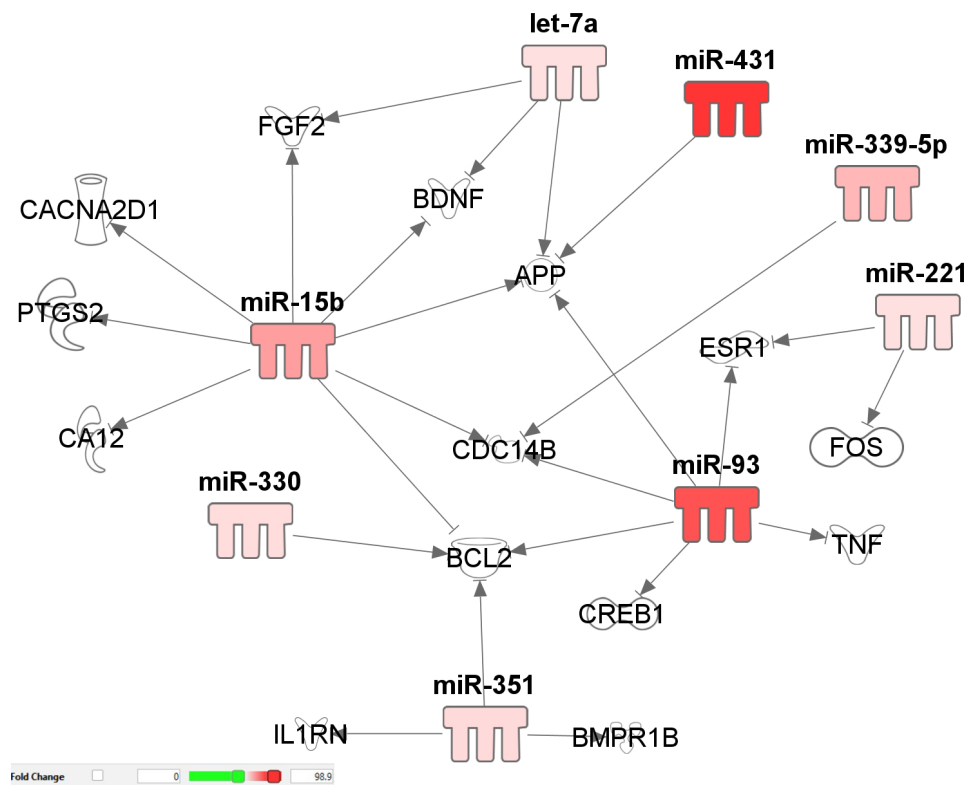 let-7a
miR-431
FGF2
miR-339-5p
BDNF
CACNA2D1
APP
miR-221
miR-15b
PTGS2
ESR1
CA12
CDC14B
FOS
miR-93
miR-330
BCL2
TNF
CREB1
miR-351
IL1RN
BMPR1B
Fold Change 0 98.9